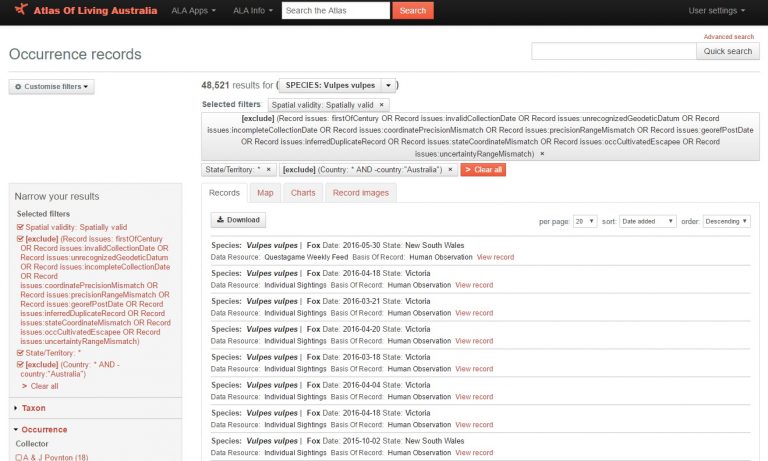 Atlas Of Living Australia ALA Apps ALA Info Search the Atlas Search User settings
Advanced search
Occurrence records
Quick search
Customise filters
48,521 results for ( SPECIES: Vulpes vulpes )
Selected filters: Spatial validity: Spatially valid ×
[exclude] (Record issues: firstOfCentury OR Record issues:invalidCollectionDate OR Record issues:unrecognizedGeodeticDatum OR Record
issues:incompleteCollectionDate OR Record issues:coordinatePrecisionMismatch OR Record issues:precisionRangeMismatch OR Record issues:georefPostDate
OR Record issues:inferredDuplicateRecord OR Record issues:stateCoordinateMismatch OR Record issues:occCultivatedEscapee OR Record
issues:uncertaintyRangeMismatch) ×
State/Territory: * × [exclude] (Country: * AND -country:"Australia") × > Clear all
Narrow your results
Selected filters
Spatial validity: Spatially valid
[exclude] (Record issues: firstOfCentury
OR Record issues:invalidCollectionDate OR
Record
issues:unrecognizedGeodeticDatum OR
Record issues:incompleteCollectionDate
OR Record
issues:coordinatePrecisionMismatch OR
Record issues:precisionRangeMismatch OR
Record issues:georefPostDate OR Record
issues:inferredDuplicateRecord OR Record
issues:stateCoordinateMismatch OR Record
issues:occCultivatedEscapee OR Record
issues:uncertaintyRangeMismatch)
State/Territory: *
[exclude] (Country: * AND -
country:"Australia")
> Clear all
Taxon
Occurrence
Collector
A & J Poynton (18)
Records Map Charts Record images
Download per page: 20 sort: Date added order: Descending
Species: Vulpes vulpes | Fox Date: 2016-05-30 State: New South Wales
Data Resource: Questagame Weekly Feed Basis Of Record: Human Observation View record
Species: Vulpes vulpes | Fox Date: 2016-04-18 State: Victoria
Data Resource: Individual Sightings Basis Of Record: Human Observation View record
Species: Vulpes vulpes | Fox Date: 2016-03-21 State: Victoria
Data Resource: Individual Sightings Basis Of Record: Human Observation View record
Species: Vulpes vulpes | Fox Date: 2016-04-20 State: Victoria
Data Resource: Individual Sightings Basis Of Record: Human Observation View record
Species: Vulpes vulpes | Fox Date: 2016-03-18 State: Victoria
Data Resource: Individual Sightings Basis Of Record: Human Observation View record
Species: Vulpes vulpes | Fox Date: 2016-04-04 State: Victoria
Data Resource: Individual Sightings Basis Of Record: Human Observation View record
Species: Vulpes vulpes | Fox Date: 2016-04-18 State: Victoria
Data Resource: Individual Sightings Basis Of Record: Human Observation View record
Species: Vulpes vulpes | Fox Date: 2015-10-02 State: New South Wales
Data Resource: Individual Sightings Basis Of Record: Human Observation View record